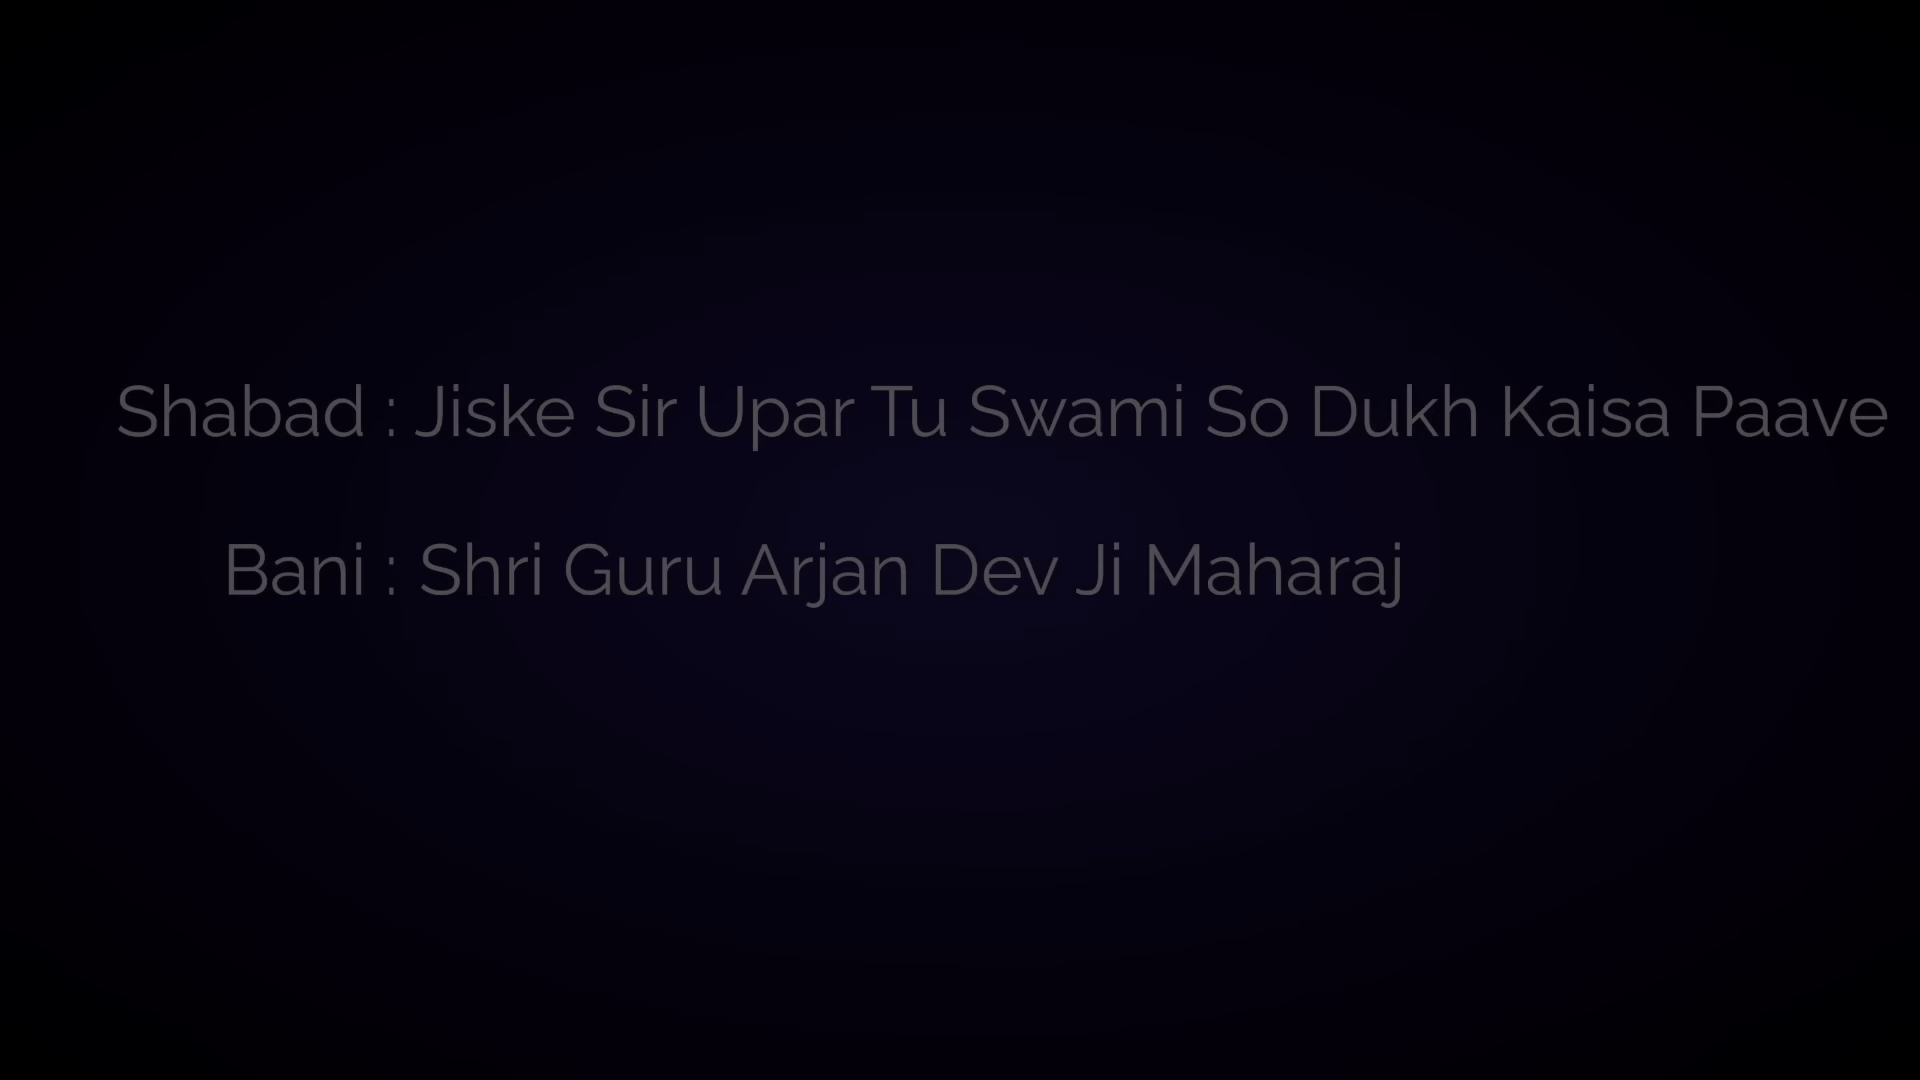 Shabad : Jiske Sir Upar Tu Swami So Dukh Kaisa Paave
Bani : Shri Guru Arjan Dev Ji Maharaj